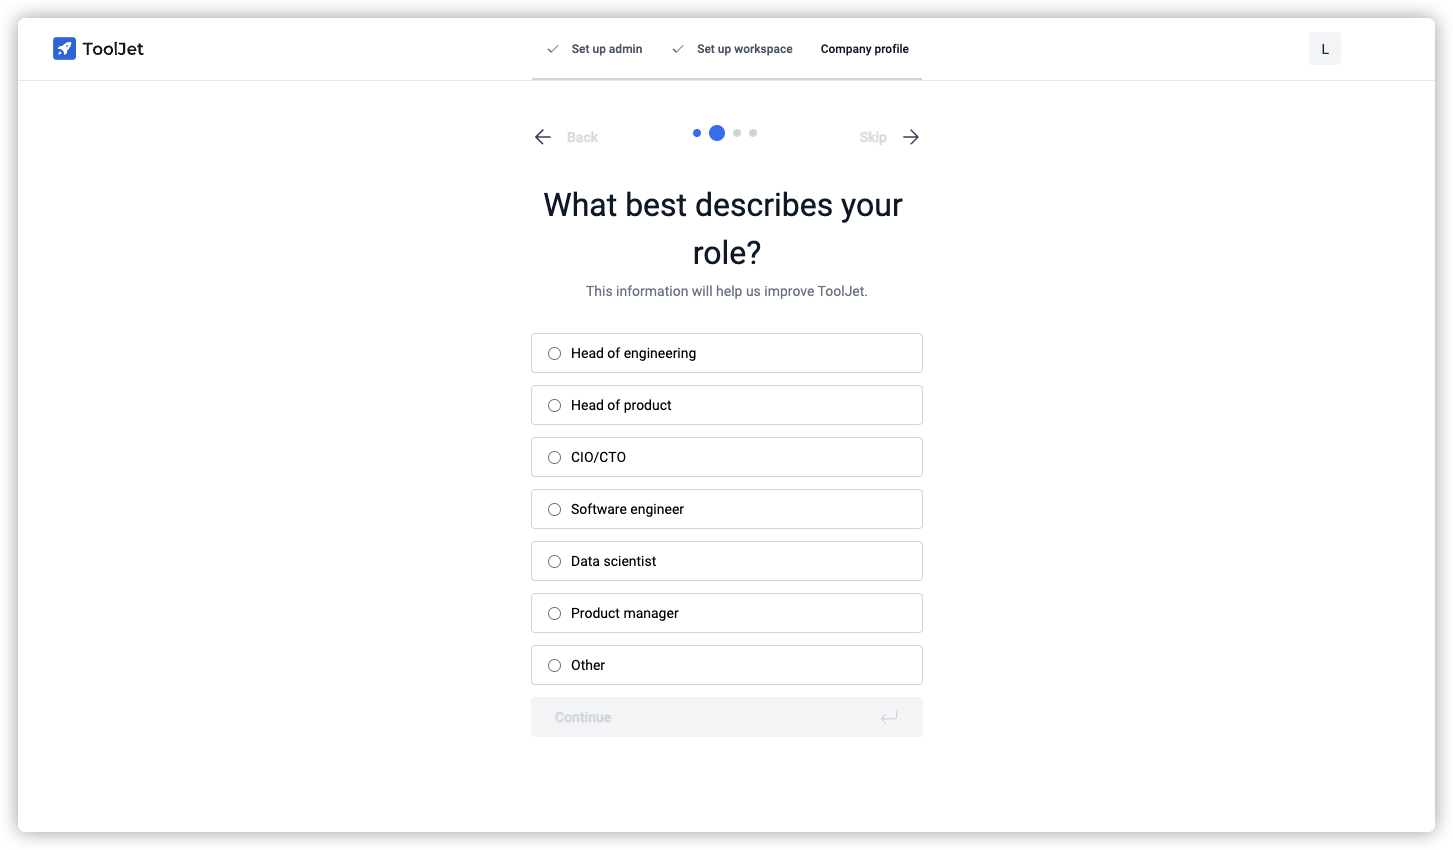 ToolJet
Set up admin
Set up workspace
Company profile
L
Back
Skip
What best describes your
role?
This information will help us improve ToolJet.
Head of engineering
Head of product
CIO/CTO
Software engineer
Data scientist
Product manager
Other
Continue